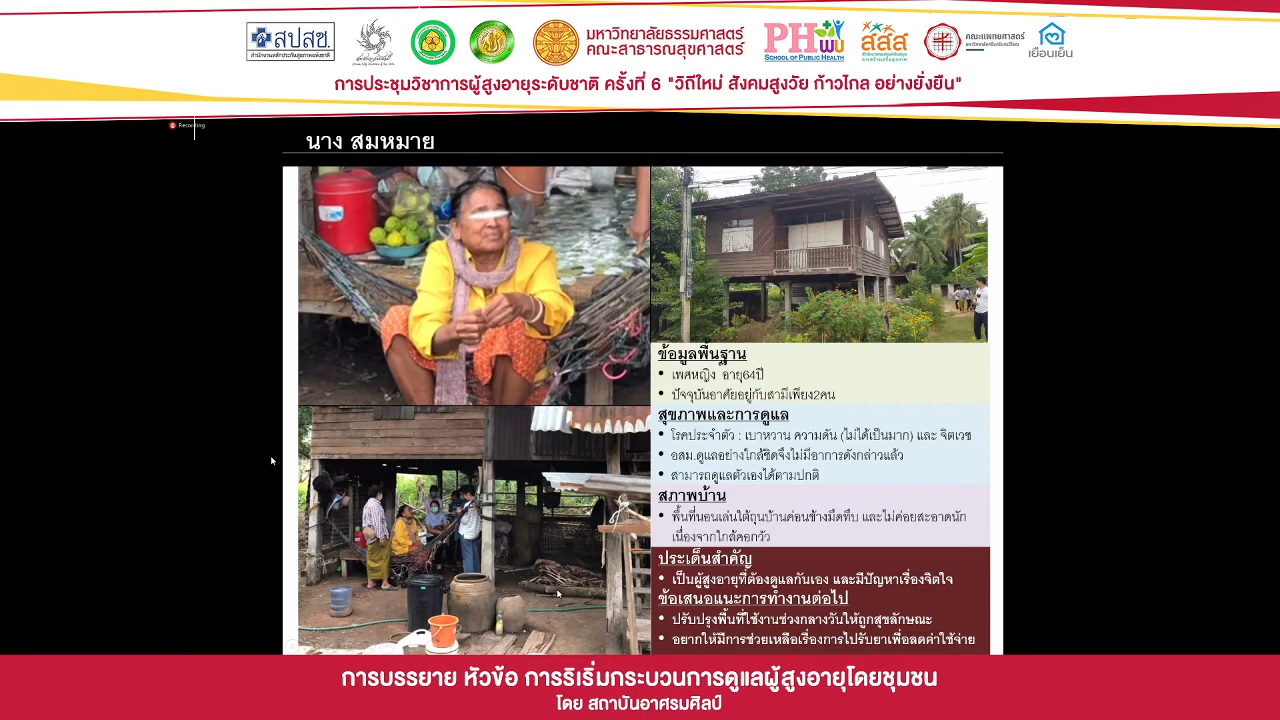 สปสช.
สำนักงานหลักประกันสุขภาพแห่งชาติ
มหาวิทยาลัยธรรมศาสตร์
คณะสาธารณสุขศาสตร์
PH
SCHOOL OF PUBLIC HEALTH
สสส
คณะแพทยศาสตร์
เยือนเย็น
การประชุมวิชาการผู้สูงอายุระดับชาติ ครั้งที่ 6 "วิถีใหม่ สังคมสูงวัย ก้าวไกล อย่างยั่งยืน"
Recording
นาง สมหมาย
ข้อมูลพื้นฐาน
• เพศหญิง อายุ64ปี
• ปัจจุบันอาศัยอยู่กับสามีเพียง2คน
สุขภาพและการดูแล
• โรคประจำตัว : เบาหวาน ความดัน (ไม่ได้เป็นมาก) และ จิตเวช
• อสม.ดูแลอย่างใกล้ชิดจึงไม่มีอาการดังกล่าวแล้ว
• สามารถดูแลตัวเองได้ตามปกติ
สภาพบ้าน
• พื้นที่นอนเล่นใต้ถุนบ้านค่อนข้างมืดทึบ และไม่ค่อยสะอาดนัก
เนื่องจากใกล้คอกวัว
ประเด็นสำคัญ
• เป็นผู้สูงอายุที่ต้องดูแลกันเอง และมีปัญหาเรื่องจิตใจ
ข้อเสนอแนะการทำงานต่อไป
• ปรับปรุงพื้นที่ใช้งานช่วงกลางวันให้ถูกสุขลักษณะ
• อยากให้มีการช่วยเหลือเรื่องการไปรับยาเพื่อลดค่าใช้จ่าย
การบรรยาย หัวข้อ การริเริ่มกระบวนการดูแลผู้สูงอายุโดยชุมชน
โดย สถาบันอาศรมศิลป์